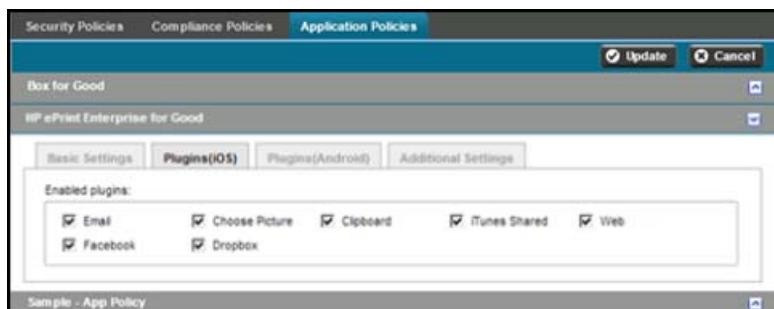 Security Policies Compliance Policies Application Policies
Update Cancel
Box for Good
HP ePrint Enterprise for Good
Basic Settings Plugins(iOS) Plugins(Android) Additional Settings
Enabled plugins:
Email Choose Picture Clipboard iTunes Shared Web
Facebook Dropbox
Sample - App Policy